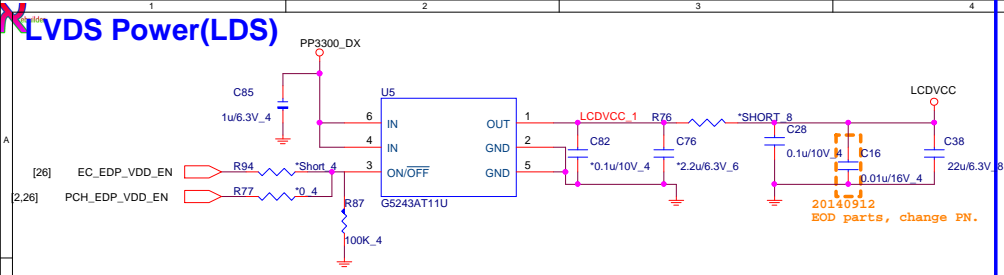 1 2 3 4
LVDS Power(LDS)
PP3300_DX
C85
1u/6.3V_4
U5
6 IN OUT 1
4 IN GND 2
3 ON/OFF GND 5
G5243AT11U
A
[26] EC_EDP_VDD_EN R94 *Short_4
[2,26] PCH_EDP_VDD_EN R77 *0_4
R87
100K_4
LCDVCC_1 R76 *SHORT_8
C82
*0.1u/10V_4
C76
*2.2u/6.3V_6
C28
0.1u/10V_4
C16
0.01u/16V_4
LCDVCC
C38
22u/6.3V_8
20140912
EOD parts, change PN.